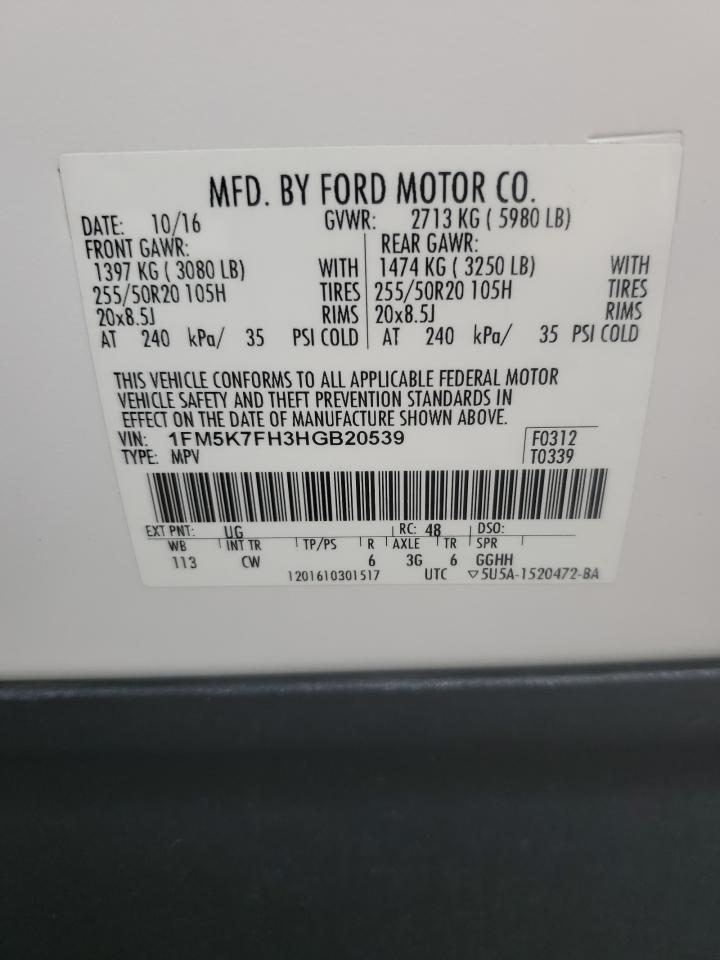 MFD. BY FORD MOTOR CO.
DATE: 10/16 GVWR: 2713 KG ( 5980 LB)
FRONT GAWR: REAR GAWR:
1397 KG ( 3080 LB) WITH 1474 KG ( 3250 LB) WITH
255/50R20 105H TIRES 255/50R20 105H TIRES
20x8.5J RIMS 20x8.5J RIMS
AT 240 kPa/ 35 PSI COLD AT 240 kPa/ 35 PSI COLD
THIS VEHICLE CONFORMS TO ALL APPLICABLE FEDERAL MOTOR
VEHICLE SAFETY AND THEFT PREVENTION STANDARDS IN
EFFECT ON THE DATE OF MANUFACTURE SHOWN ABOVE.
VIN: 1FM5K7FH3HGB20539 F0312
TYPE: MPV T0339
EXT PNT: UG RC: 48 DSO:
WB INT TR TP/PS R AXLE TR SPR
113 CW 6 3G 6 GGHH
1201610301517 UTC ▽5U5A-1520472-BA